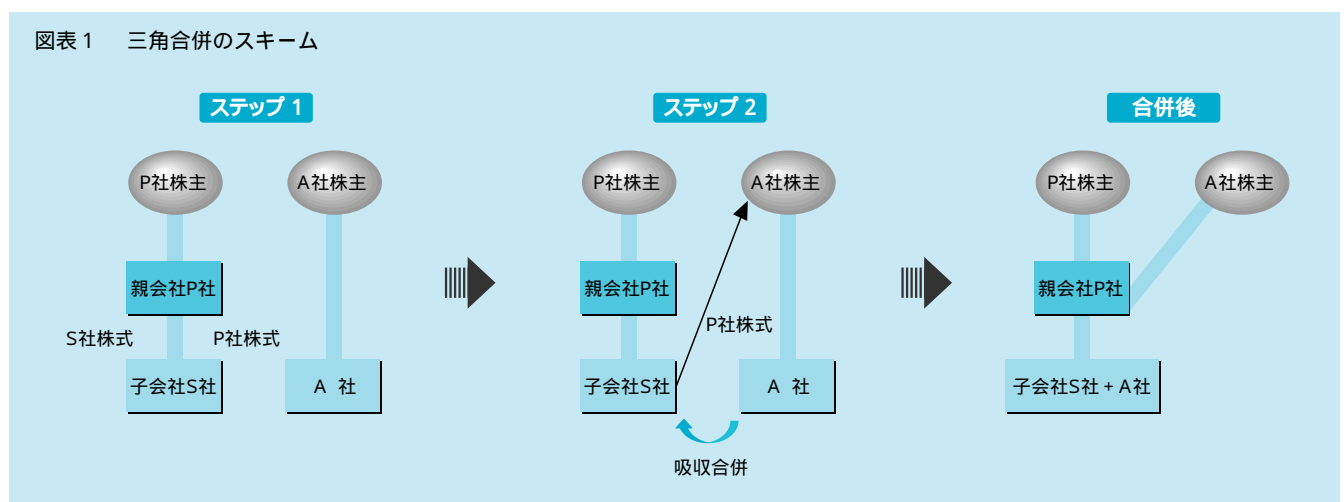 図表1 三角合併のスキーム
ステップ 1
P社株主
A社株主
親会社P社
S社株式
P社株式
子会社S社
A 社
ステップ 2
P社株主
A社株主
親会社P社
P社株式
子会社S社
A 社
吸収合併
合併後
P社株主
A社株主
親会社P社
子会社S社 + A社